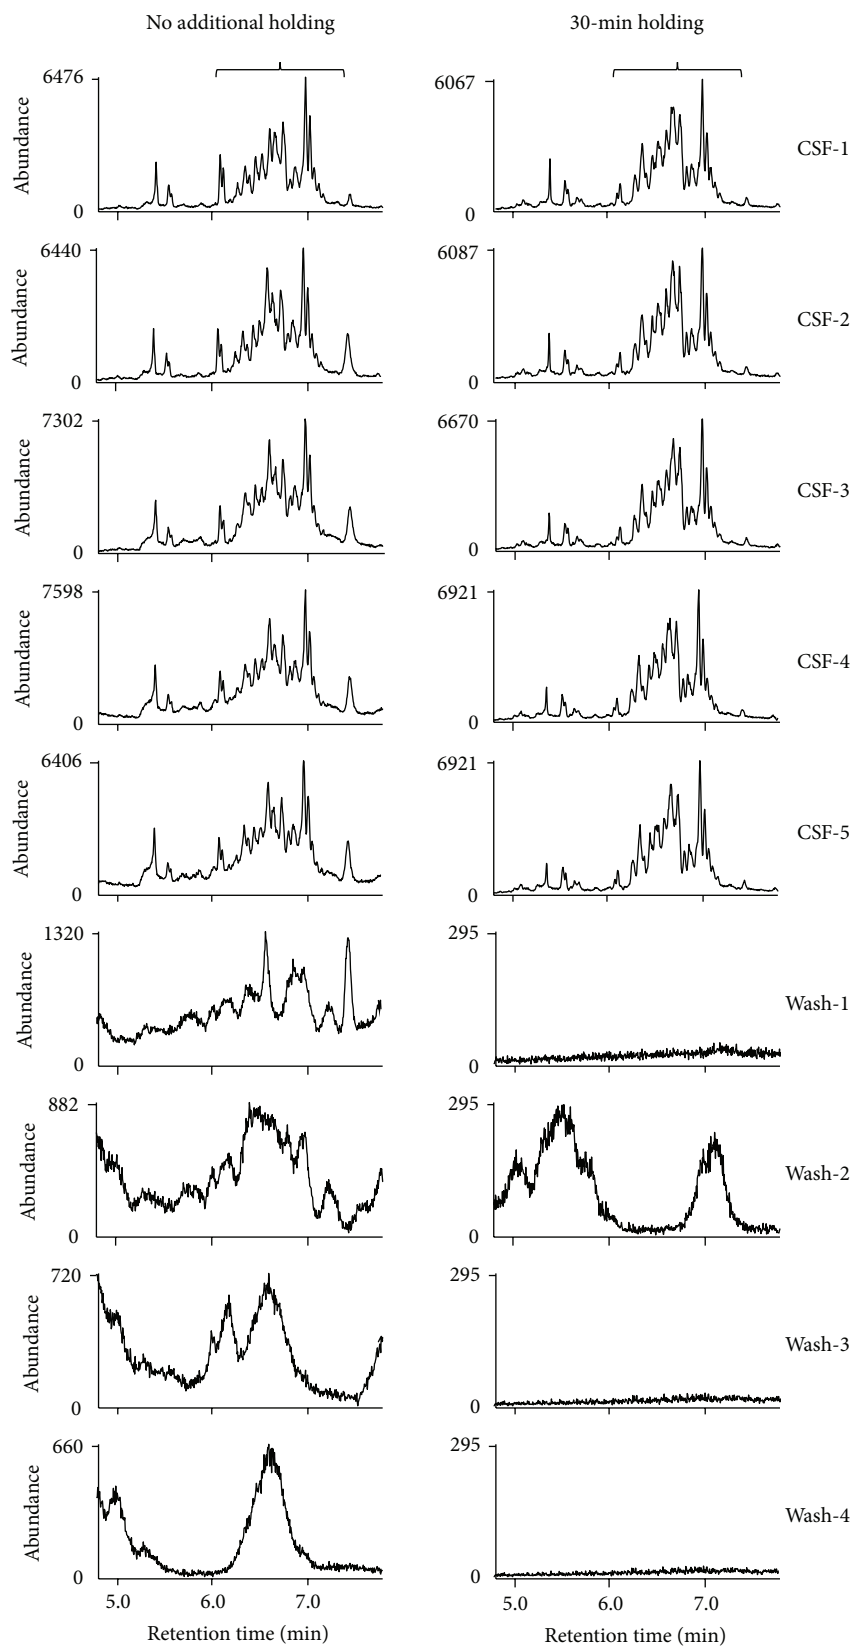 No additional holding 30-min holding
6476 6067
Abundance CSF-1
0 0
6440 6087
Abundance CSF-2
0 0
7302 6670
Abundance CSF-3
0 0
7598 6921
Abundance CSF-4
0 0
6406 6921
Abundance CSF-5
0 0
1320 295
Abundance Wash-1
0 0
882 295
Abundance Wash-2
0 0
720 295
Abundance Wash-3
0 0
660 295
Abundance Wash-4
0 0
5.0 6.0 7.0 5.0 6.0 7.0
Retention time (min) Retention time (min)